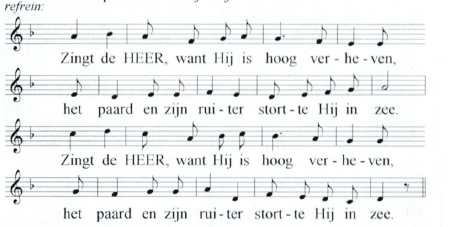 refrein:
Zingt de HEER, want Hij is hoog ver - he - ven,
het paard en zijn rui - ter stort - te Hij in zee.
Zingt de HEER, want Hij is hoog ver - he - ven,
het paard en zijn rui - ter stort - te Hij in zee.